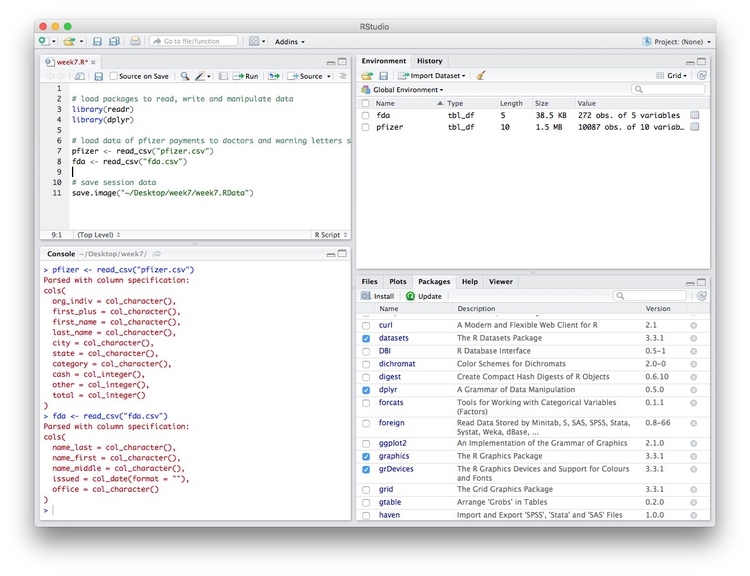 RStudio
Go to file/function
Addins
Project: (None)
week7.R*
Source on Save
Run
Source
1
2 # load packages to read, write and manipulate data
3 library(readr)
4 library(dplyr)
5
6 # load data of pfizer payments to doctors and warning letters s
7 pfizer <- read_csv("pfizer.csv")
8 fda <- read_csv("fda.csv")
9
10 # save session data
11 save.image("~/Desktop/week7/week7.RData")
9:1 (Top Level) R Script
Console ~/Desktop/week7/
> pfizer <- read_csv("pfizer.csv")
Parsed with column specification:
cols(
org_indiv = col_character(),
first_plus = col_character(),
first_name = col_character(),
last_name = col_character(),
city = col_character(),
state = col_character(),
category = col_character(),
cash = col_integer(),
other = col_integer(),
total = col_integer()
)
> fda <- read_csv("fda.csv")
Parsed with column specification:
cols(
name_last = col_character(),
name_first = col_character(),
name_middle = col_character(),
issued = col_date(format = ""),
office = col_character()
)
>
Environment History
Import Dataset Grid
Global Environment
Name Type Length Size Value
fda tbl_df 5 38.5 KB 272 obs. of 5 variables
pfizer tbl_df 10 1.5 MB 10087 obs. of 10 variab…
Files Plots Packages Help Viewer
Install Update
Name Description Version
curl A Modern and Flexible Web Client for R 2.1
datasets The R Datasets Package 3.3.1
DBI R Database Interface 0.5-1
dichromat Color Schemes for Dichromats 2.0-0
digest Create Compact Hash Digests of R Objects 0.6.10
dplyr A Grammar of Data Manipulation 0.5.0
forcats Tools for Working with Categorical Variables 0.1.1
(Factors)
foreign Read Data Stored by Minitab, S, SAS, SPSS, Stata, 0.8-66
Systat, Weka, dBase, ...
ggplot2 An Implementation of the Grammar of Graphics 2.1.0
graphics The R Graphics Package 3.3.1
grDevices The R Graphics Devices and Support for Colours 3.3.1
and Fonts
grid The Grid Graphics Package 3.3.1
gtable Arrange 'Grobs' in Tables 0.2.0
haven Import and Export 'SPSS', 'Stata' and 'SAS' Files 1.0.0